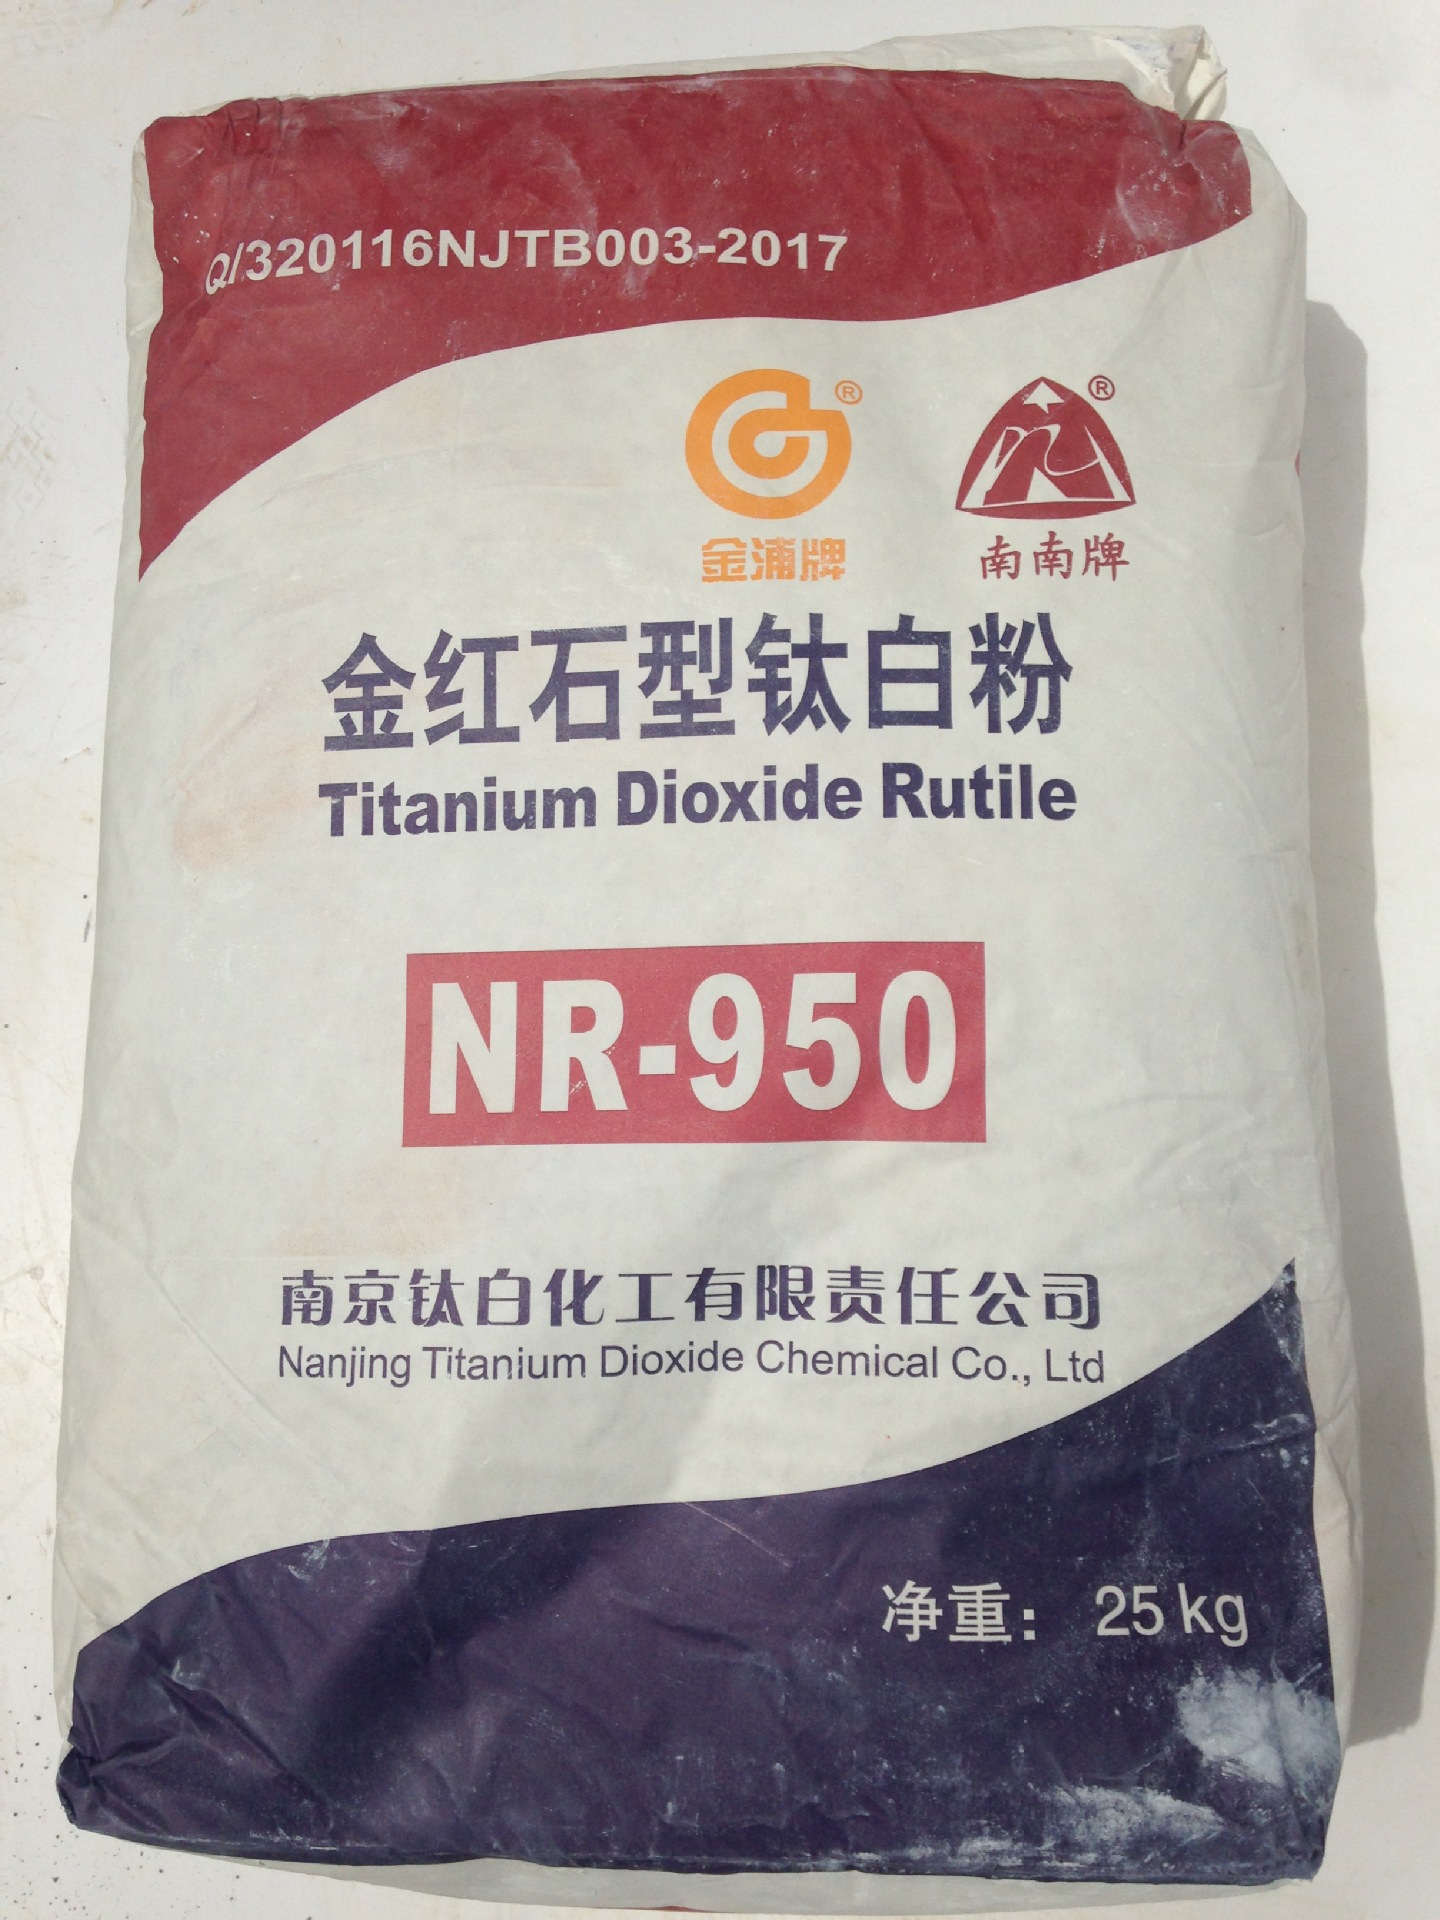 Q/320116NJTB003-2017
®
®
金浦牌
南南牌
金红石型钛白粉
Titanium Dioxide Rutile
NR-950
南京钛白化工有限责任公司
Nanjing Titanium Dioxide Chemical Co., Ltd
净重： 25 kg